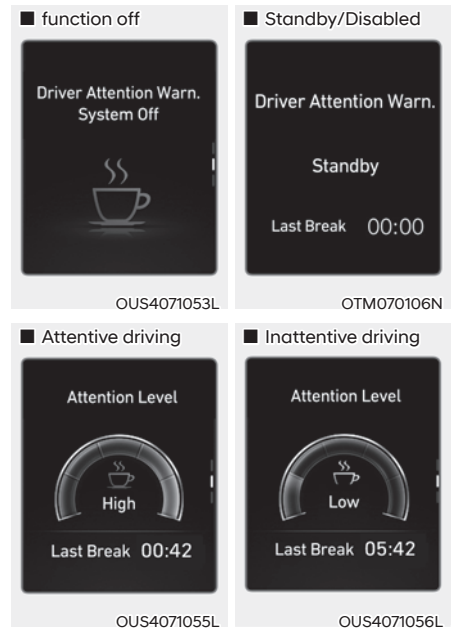 ■ function off
Driver Attention Warn.
System Off
OUS4071053L
■ Standby/Disabled
Driver Attention Warn.
Standby
Last Break 00:00
OTM070106N
■ Attentive driving
Attention Level
High
Last Break 00:42
OUS4071055L
■ Inattentive driving
Attention Level
Low
Last Break 05:42
OUS4071056L